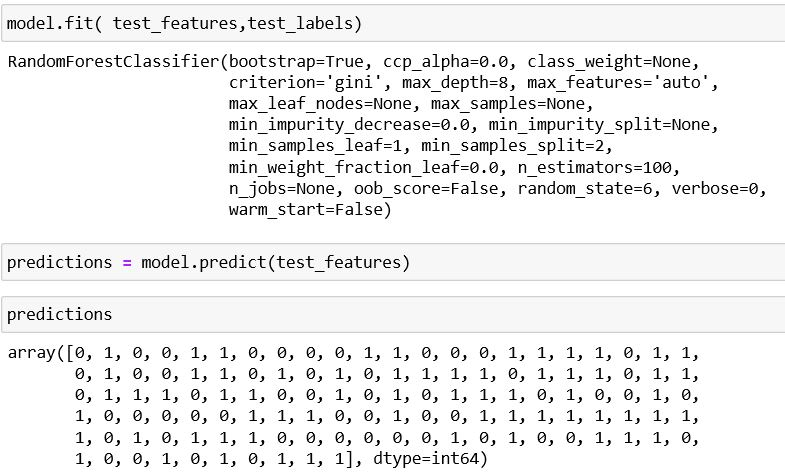 model.fit( test_features,test_labels)
RandomForestClassifier(bootstrap=True, ccp_alpha=0.0, class_weight=None,
criterion='gini', max_depth=8, max_features='auto',
max_leaf_nodes=None, max_samples=None,
min_impurity_decrease=0.0, min_impurity_split=None,
min_samples_leaf=1, min_samples_split=2,
min_weight_fraction_leaf=0.0, n_estimators=100,
n_jobs=None, oob_score=False, random_state=6, verbose=0,
warm_start=False)
predictions = model.predict(test_features)
predictions
array([0, 1, 0, 0, 1, 1, 0, 0, 0, 0, 1, 1, 0, 0, 0, 1, 1, 1, 1, 0, 1, 1,
0, 1, 0, 0, 1, 1, 0, 1, 0, 1, 0, 1, 1, 1, 1, 0, 1, 1, 1, 0, 1, 1,
0, 1, 1, 1, 0, 1, 1, 0, 0, 1, 0, 1, 0, 1, 1, 1, 0, 1, 0, 0, 1, 0,
1, 0, 0, 0, 0, 0, 1, 1, 1, 0, 0, 1, 0, 0, 1, 1, 1, 1, 1, 1, 1, 1,
1, 0, 1, 0, 1, 1, 1, 0, 0, 0, 0, 0, 0, 1, 0, 1, 0, 0, 1, 1, 1, 0,
1, 0, 0, 1, 0, 1, 0, 1, 1, 1], dtype=int64)